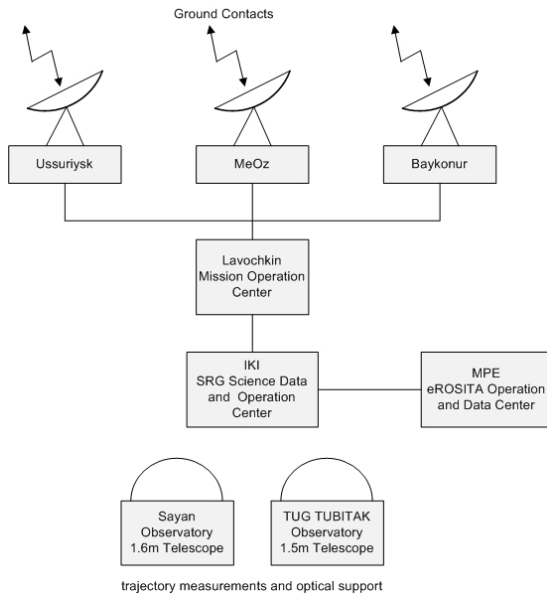 Ground Contacts
Ussuriysk
MeOz
Baykonur
Lavochkin
Mission Operation
Center
IKI
SRG Science Data
and Operation
Center
MPE
eROSITA Operation
and Data Center
Sayan
Observatory
1.6m Telescope
TUG TUBITAK
Observatory
1.5m Telescope
trajectory measurements and optical support